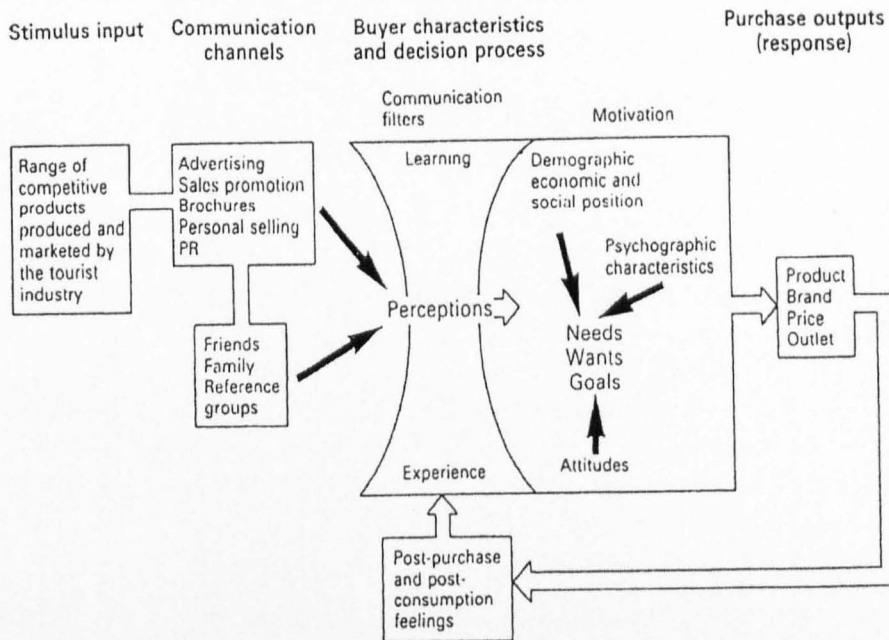 Stimulus input
Communication
channels
Buyer characteristics
and decision process
Purchase outputs
(response)
Communication
filters
Motivation
Range of
competitive
products
produced and
marketed by
the tourist
industry
Advertising
Sales promotion
Brochures
Personal selling
PR
Friends
Family
Reference
groups
Learning
Perceptions
Experience
Demographic
economic and
social position
Psychographic
characteristics
Needs
Wants
Goals
Attitudes
Product
Brand
Price
Outlet
Post-purchase
and post-
consumption
feelings